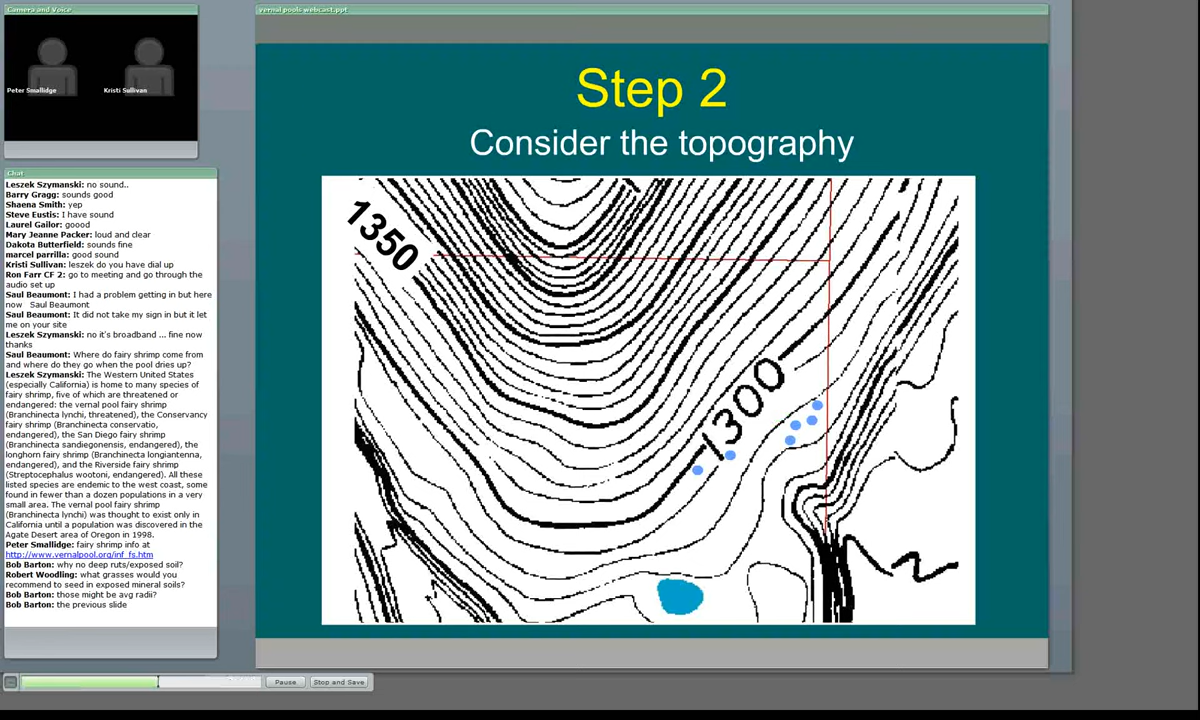 Camera and Voice
Peter Smallidge
Kristi Sullivan
Chat
Leszek Szymanski: no sound..
Barry Gragg: sounds good
Shaena Smith: yep
Steve Eustis: I have sound
Laurel Gailor: goood
Mary Jeanne Packer: loud and clear
Dakota Butterfield: sounds fine
marcel parrilla: good sound
Kristi Sullivan: leszek do you have dial up
Ron Farr CF 2: go to meeting and go through the
audio set up
Saul Beaumont: I had a problem getting in but here
now Saul Beaumont
Saul Beaumont: It did not take my sign in but it let
me on your site
Leszek Szymanski: no it's broadband ... fine now
thanks
Saul Beaumont: Where do fairy shrimp come from
and where do they go when the pool dries up?
Leszek Szymanski: The Western United States
(especially California) is home to many species of
fairy shrimp, five of which are threatened or
endangered: the vernal pool fairy shrimp
(Branchinecta lynchi, threatened), the Conservancy
fairy shrimp (Branchinecta conservatio,
endangered), the San Diego fairy shrimp
(Branchinecta sandiegonensis, endangered), the
longhorn fairy shrimp (Branchinecta longiantenna,
endangered), and the Riverside fairy shrimp
(Streptocephalus wootoni, endangered). All these
listed species are endemic to the west coast, some
found in fewer than a dozen populations in a very
small area. The vernal pool fairy shrimp
(Branchinecta lynchi) was thought to exist only in
California until a population was discovered in the
Agate Desert area of Oregon in 1998.
Peter Smallidge: fairy shrimp info at
http://www.vernalpool.org/inf_fs.htm
Bob Barton: why no deep ruts/exposed soil?
Robert Woodling: what grasses would you
recommend to seed in exposed mineral soils?
Bob Barton: those might be avg radii?
Bob Barton: the previous slide
vernal pools webcast.ppt
Step 2
Consider the topography
1350
1300
Pause
Stop and Save